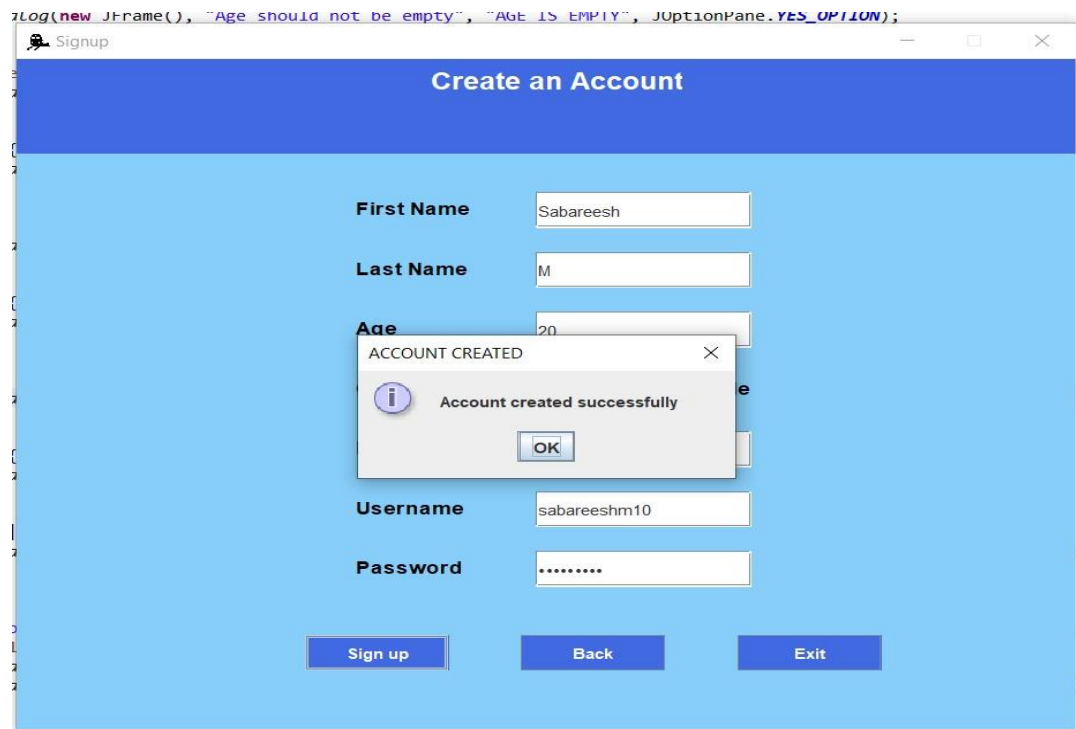 (new JFrame(), "Age should not be empty", "AGE IS EMPTY", JOptionPane.YES_OPTION);
Signup
Create an Account
First Name Sabareesh
Last Name M
Age 20
ACCOUNT CREATED
Account created successfully
OK
Username sabareeshm10
Password •••••••••
Sign up Back Exit